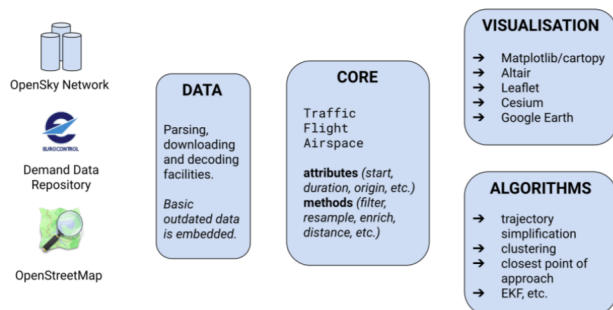 OpenSky Network
EUROCONTROL
Demand Data
Repository
OpenStreetMap
DATA
Parsing,
downloading
and decoding
facilities.
Basic
outdated data
is embedded.
CORE
Traffic
Flight
Airspace
attributes (start,
duration, origin, etc.)
methods (filter,
resample, enrich,
distance, etc.)
VISUALISATION
➔ Matplotlib/cartopy
➔ Altair
➔ Leaflet
➔ Cesium
➔ Google Earth
ALGORITHMS
➔ trajectory
simplification
➔ clustering
➔ closest point of
approach
➔ EKF, etc.